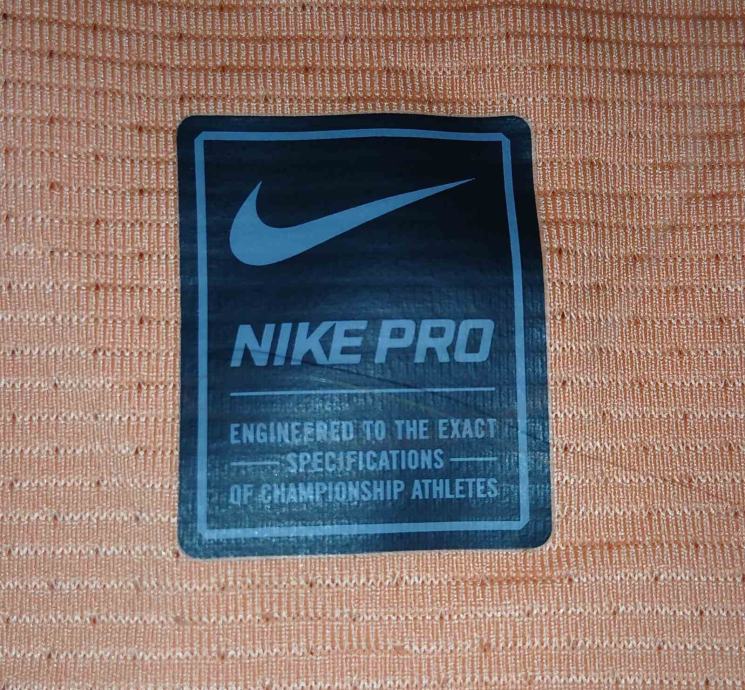 NIKE PRO
ENGINEERED TO THE EXACT
SPECIFICATIONS
OF CHAMPIONSHIP ATHLETES